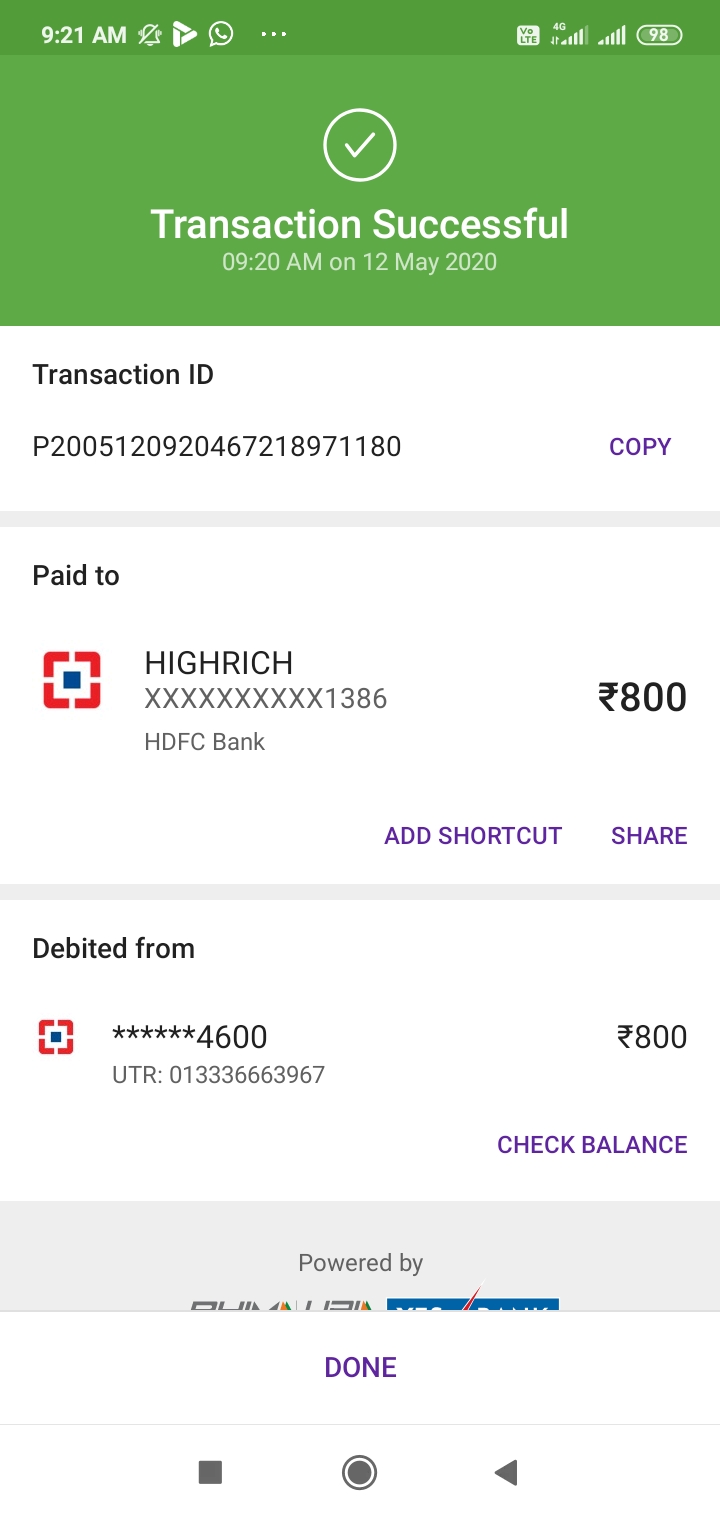 9:21 AM
Vo LTE
4G
98
Transaction Successful
09:20 AM on 12 May 2020
Transaction ID
P2005120920467218971180
COPY
Paid to
HIGHRICH
XXXXXXXXXX1386
₹800
HDFC Bank
ADD SHORTCUT
SHARE
Debited from
******4600
₹800
UTR: 013336663967
CHECK BALANCE
Powered by
DONE